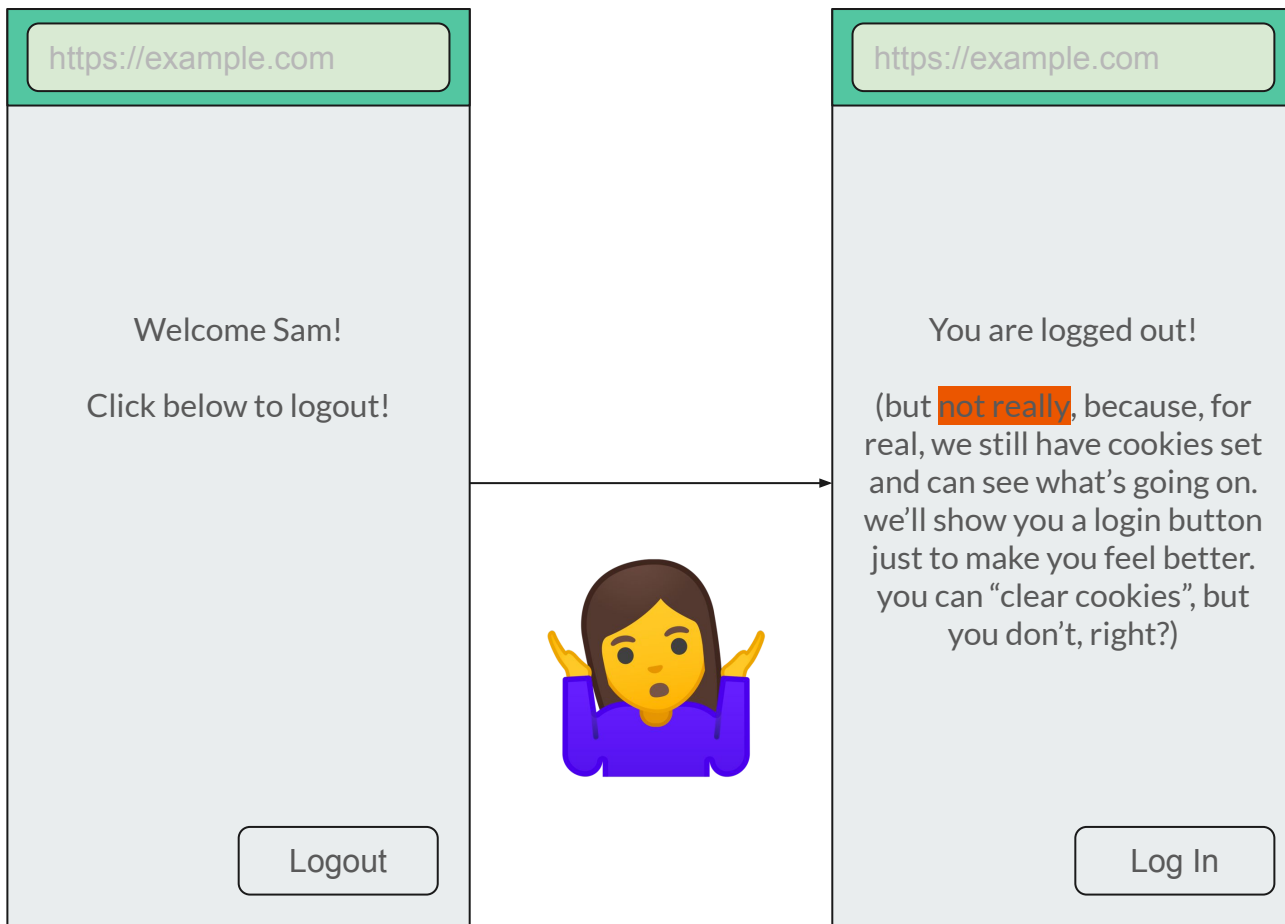 https://example.com
Welcome Sam!
Click below to logout!
Logout
https://example.com
You are logged out!
(but not really, because, for
real, we still have cookies set
and can see what’s going on.
we’ll show you a login button
just to make you feel better.
you can “clear cookies”, but
you don’t, right?)
Log In